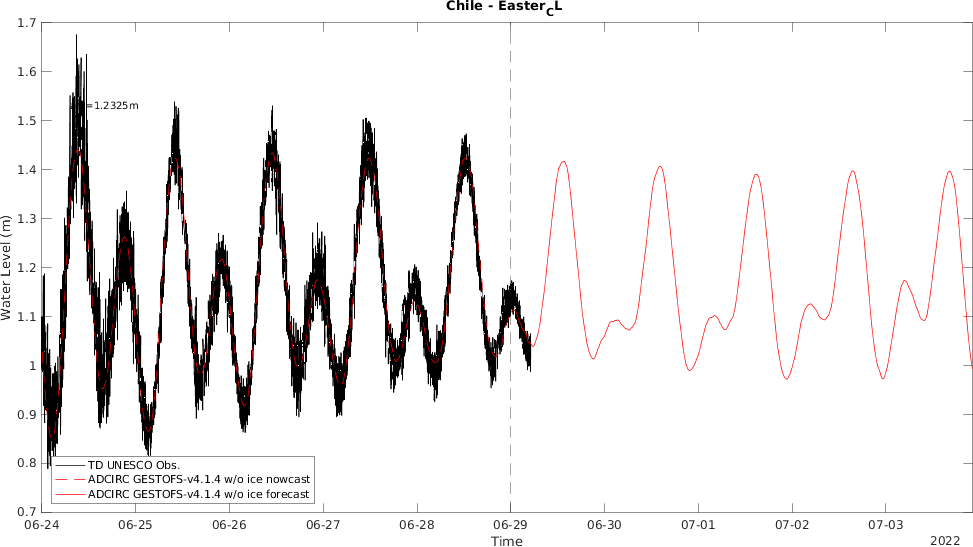 Chile - EasterCL
Water Level (m)
1.7
1.6
1.5
1.4
1.3
1.2
1.1
1
0.9
0.8
0.7
=1.2325m
TD UNESCO Obs.
ADCIRC GESTOFS-v4.1.4 w/o ice nowcast
ADCIRC GESTOFS-v4.1.4 w/o ice forecast
06-24 06-25 06-26 06-27 06-28 06-29 06-30 07-01 07-02 07-03
Time
2022